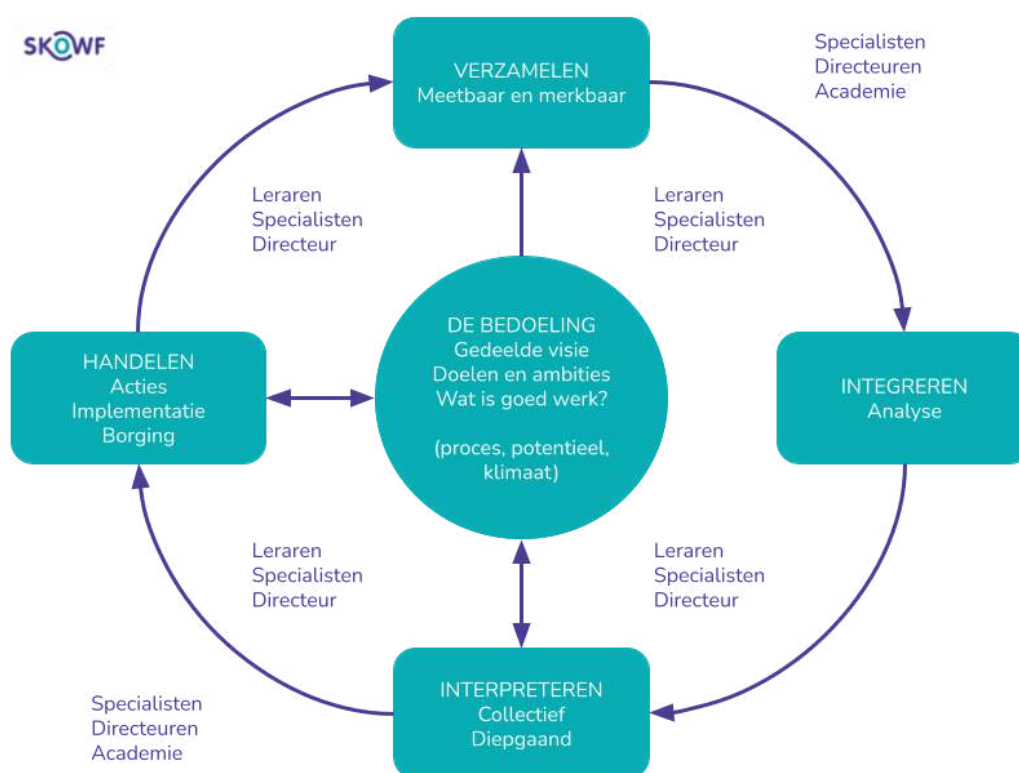 SKOWF
VERZAMELEN
Meetbaar en merkbaar
Specialisten
Directeuren
Academie
Leraren
Specialisten
Directeur
Leraren
Specialisten
Directeur
DE BEDOELING
Gedeelde visie
Doelen en ambities
Wat is goed werk?
(proces, potentieel,
klimaat)
HANDELEN
Acties
Implementatie
Borging
INTEGREREN
Analyse
Leraren
Specialisten
Directeur
Leraren
Specialisten
Directeur
INTERPRETEREN
Collectief
Diepgaand
Specialisten
Directeuren
Academie